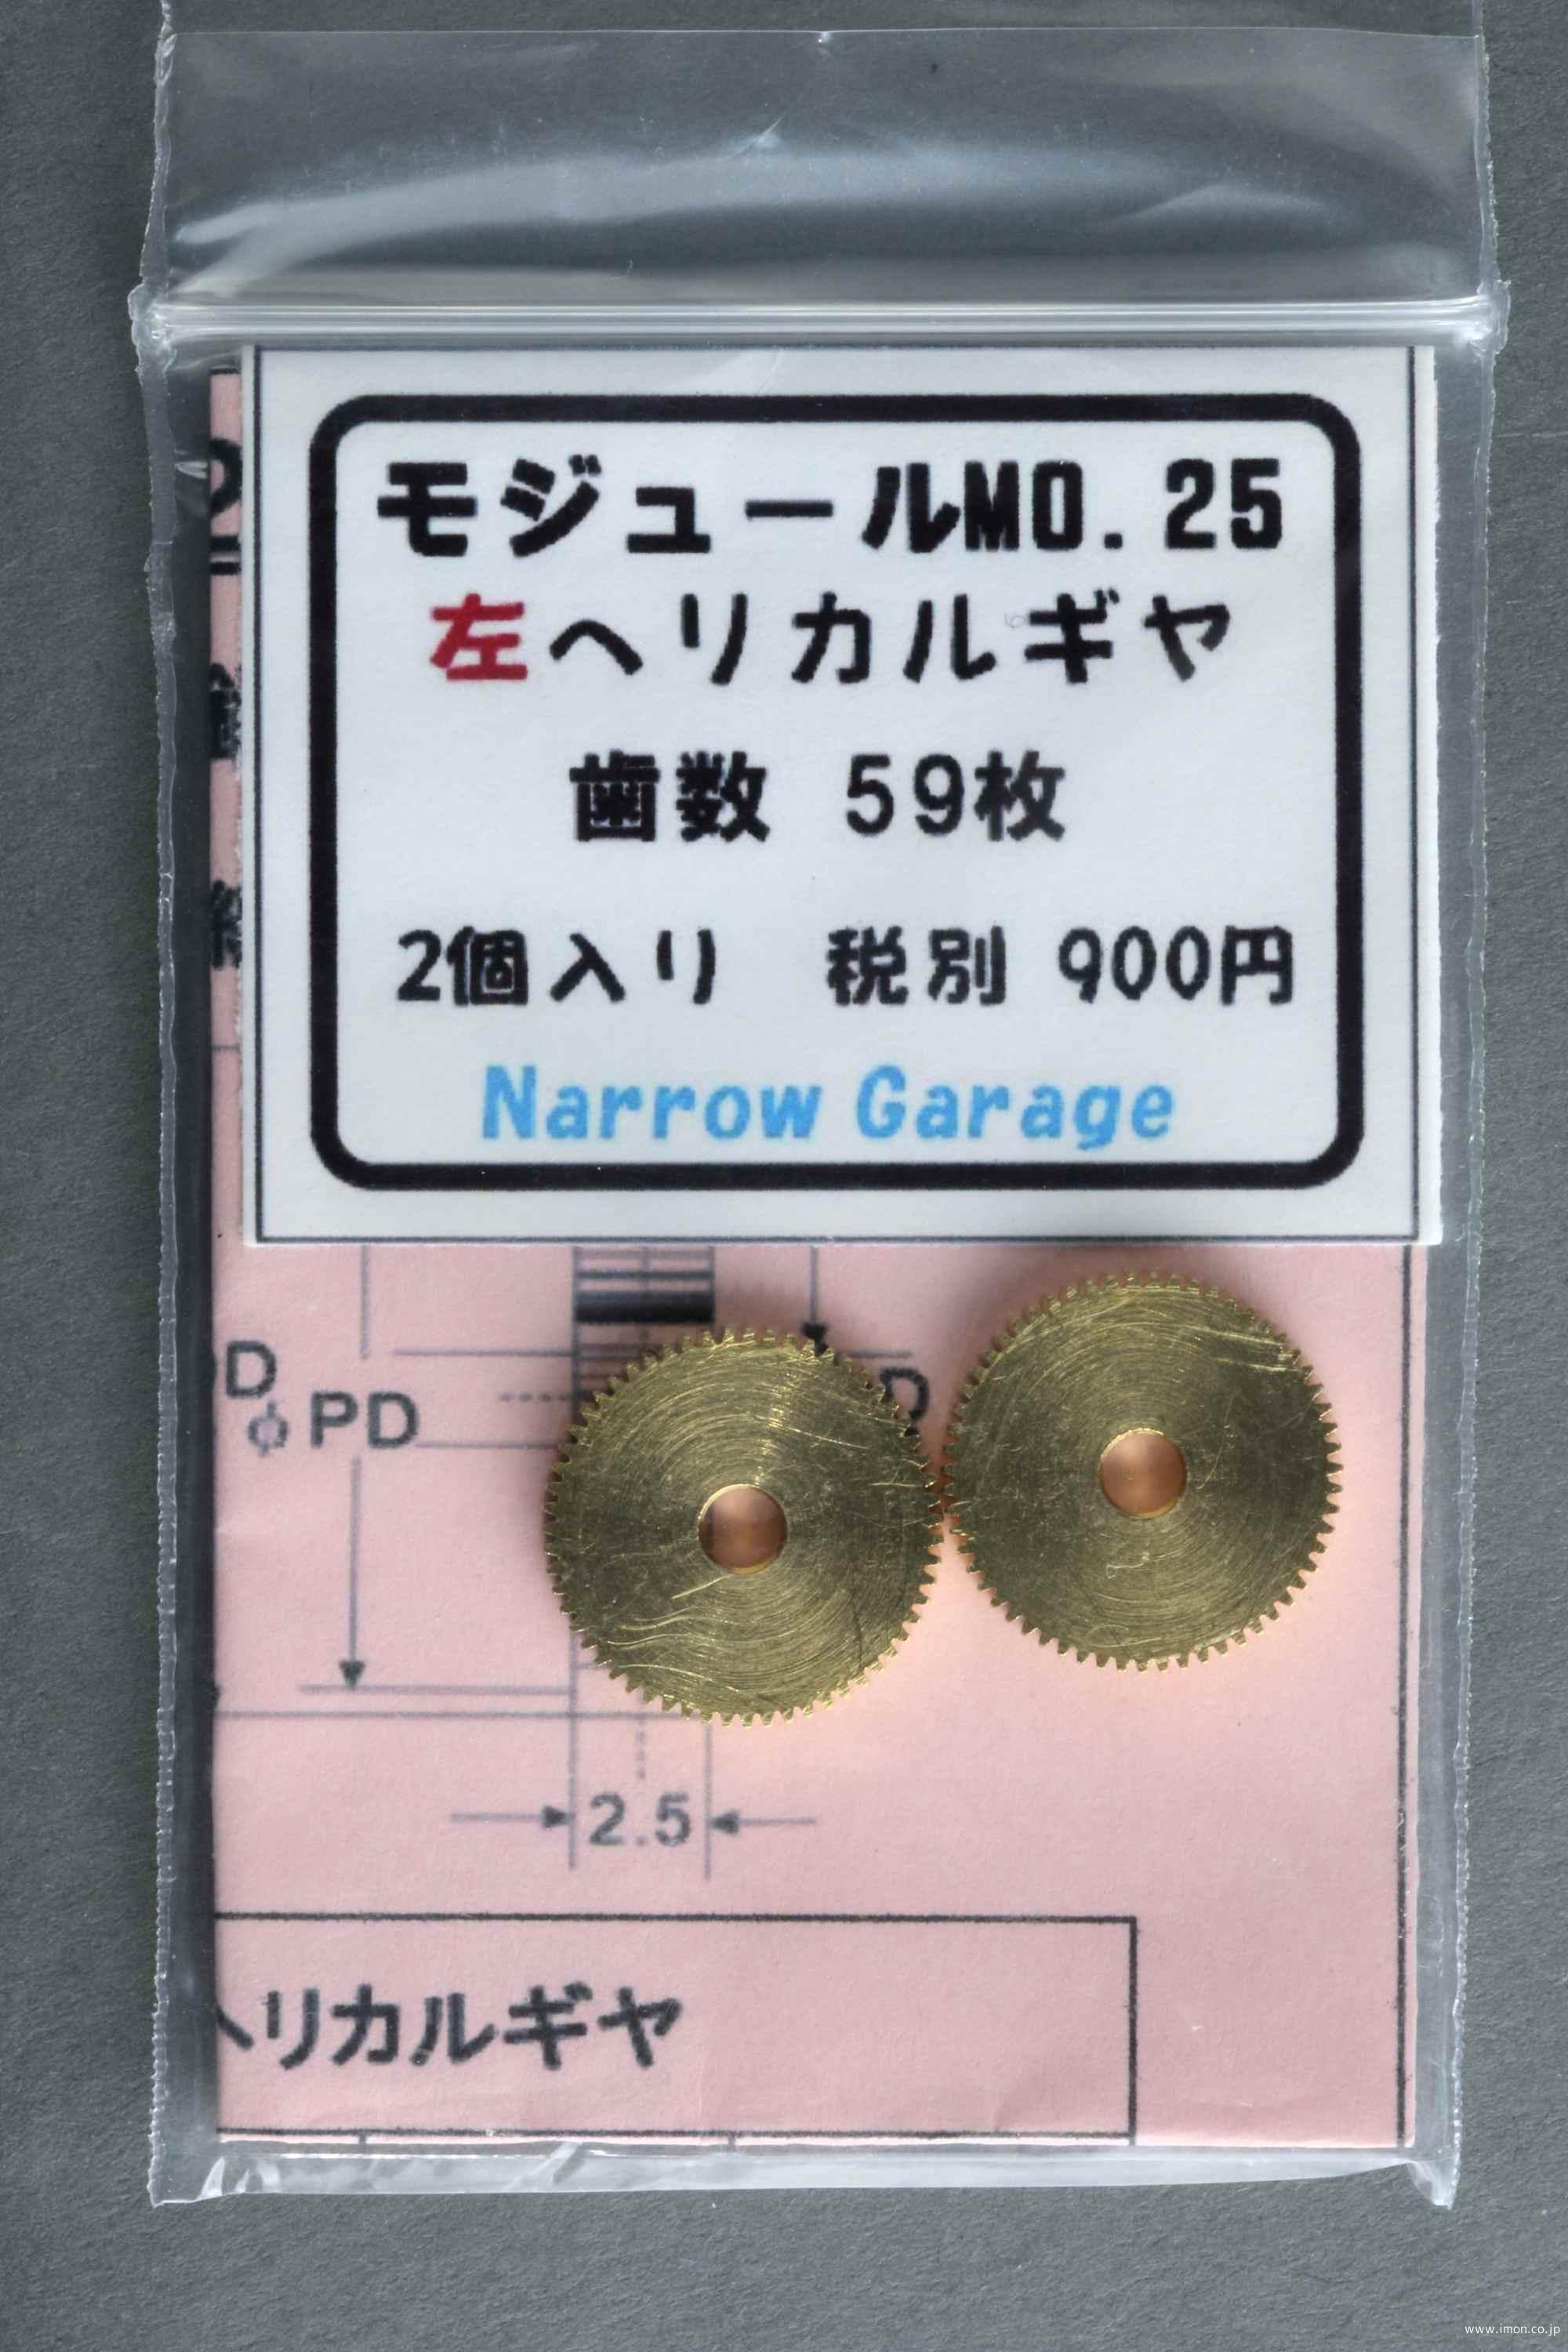 モジュールM0.25
左ヘリカルギヤ
歯数 59枚
2個入り 税別 900円
Narrow Garage
D
φPD
D
2.5
ヘリカルギヤ
www.imon.co.jp